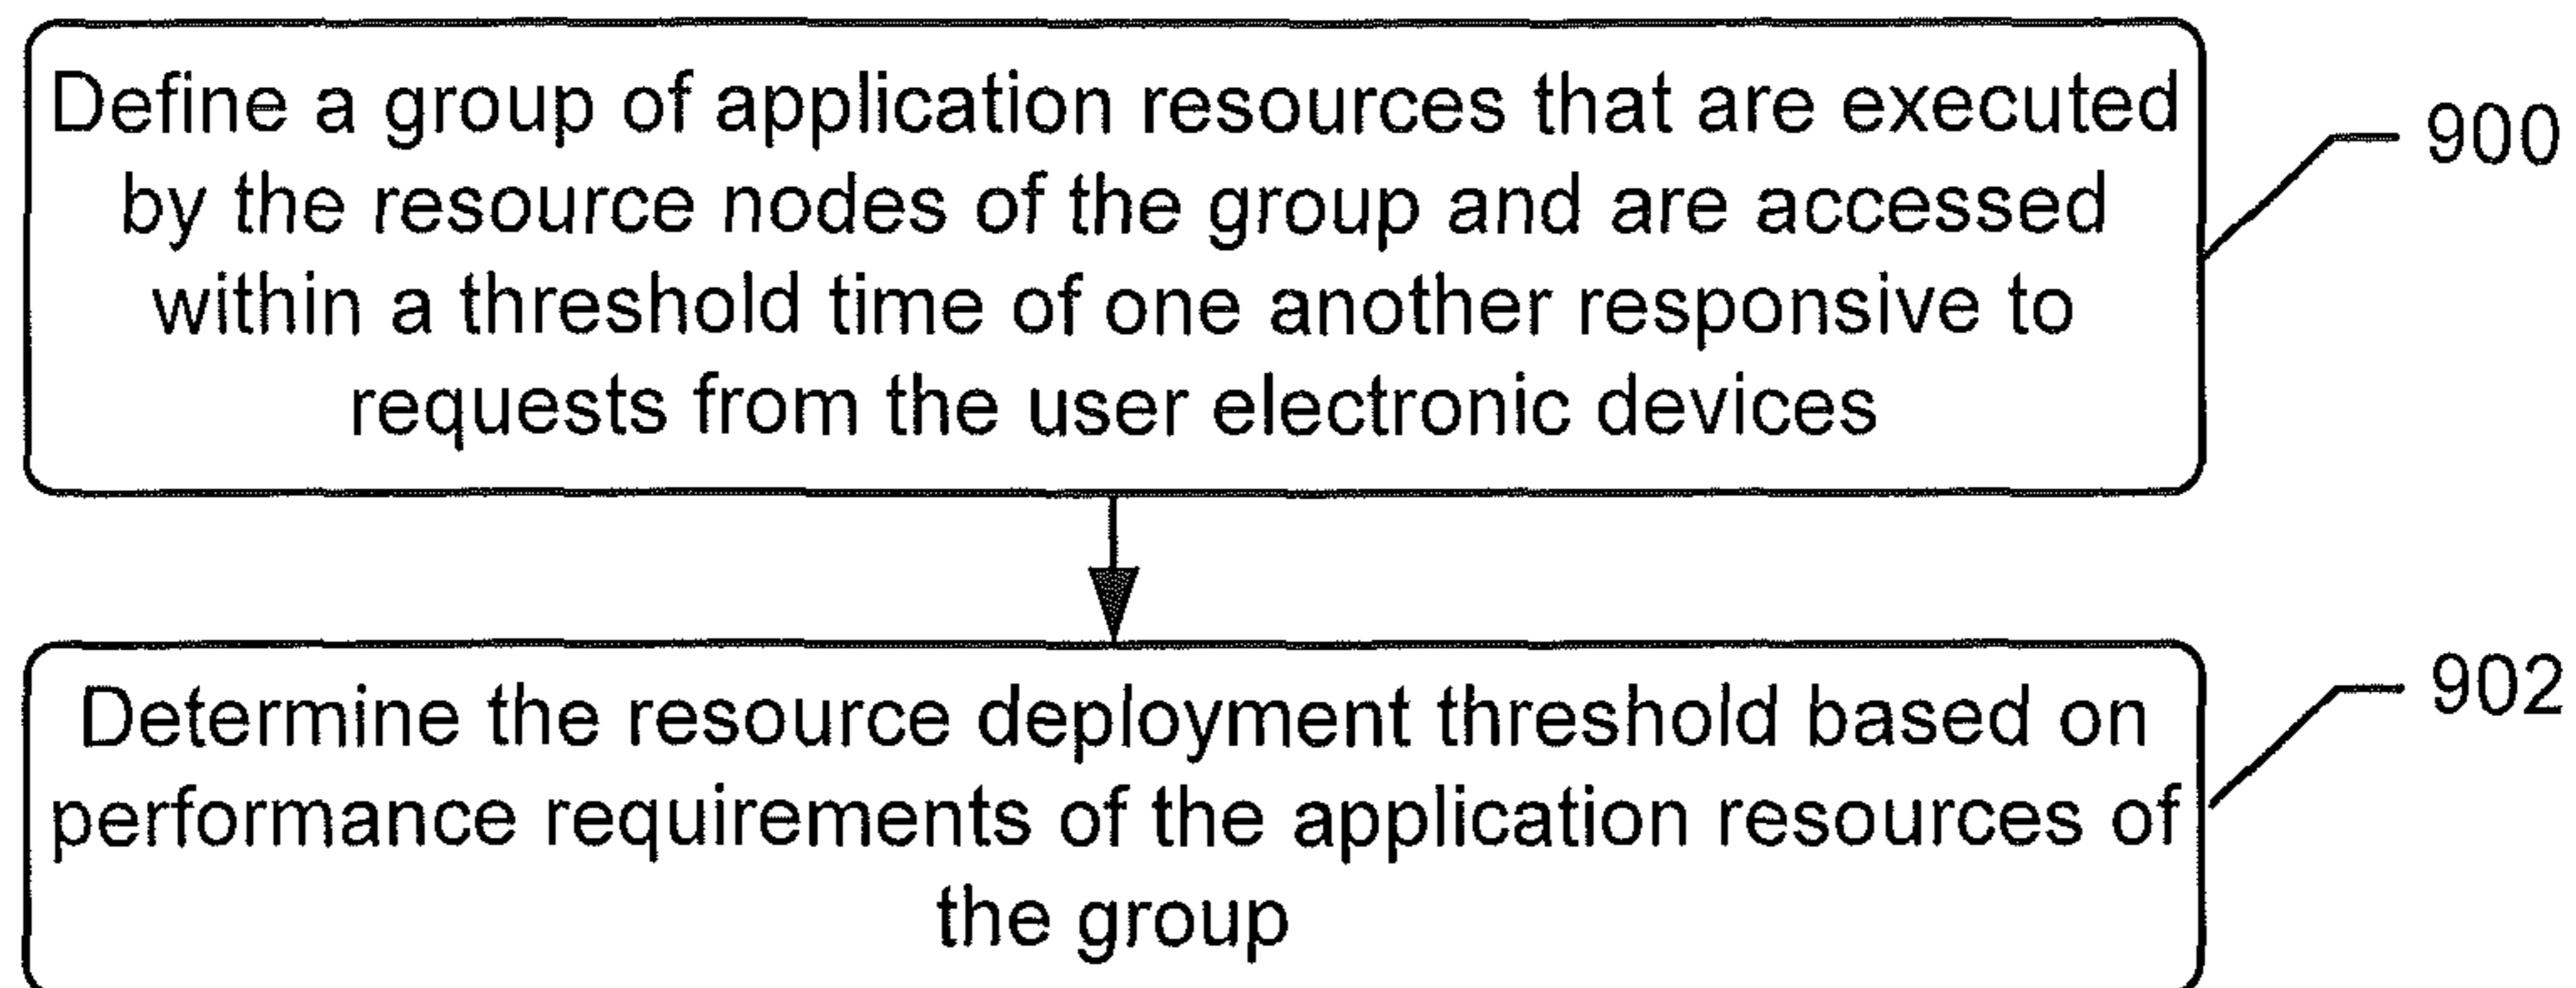 Define a group of application resources that are executed
by the resource nodes of the group and are accessed
within a threshold time of one another responsive to
requests from the user electronic devices
900
Determine the resource deployment threshold based on
performance requirements of the application resources of
the group
902